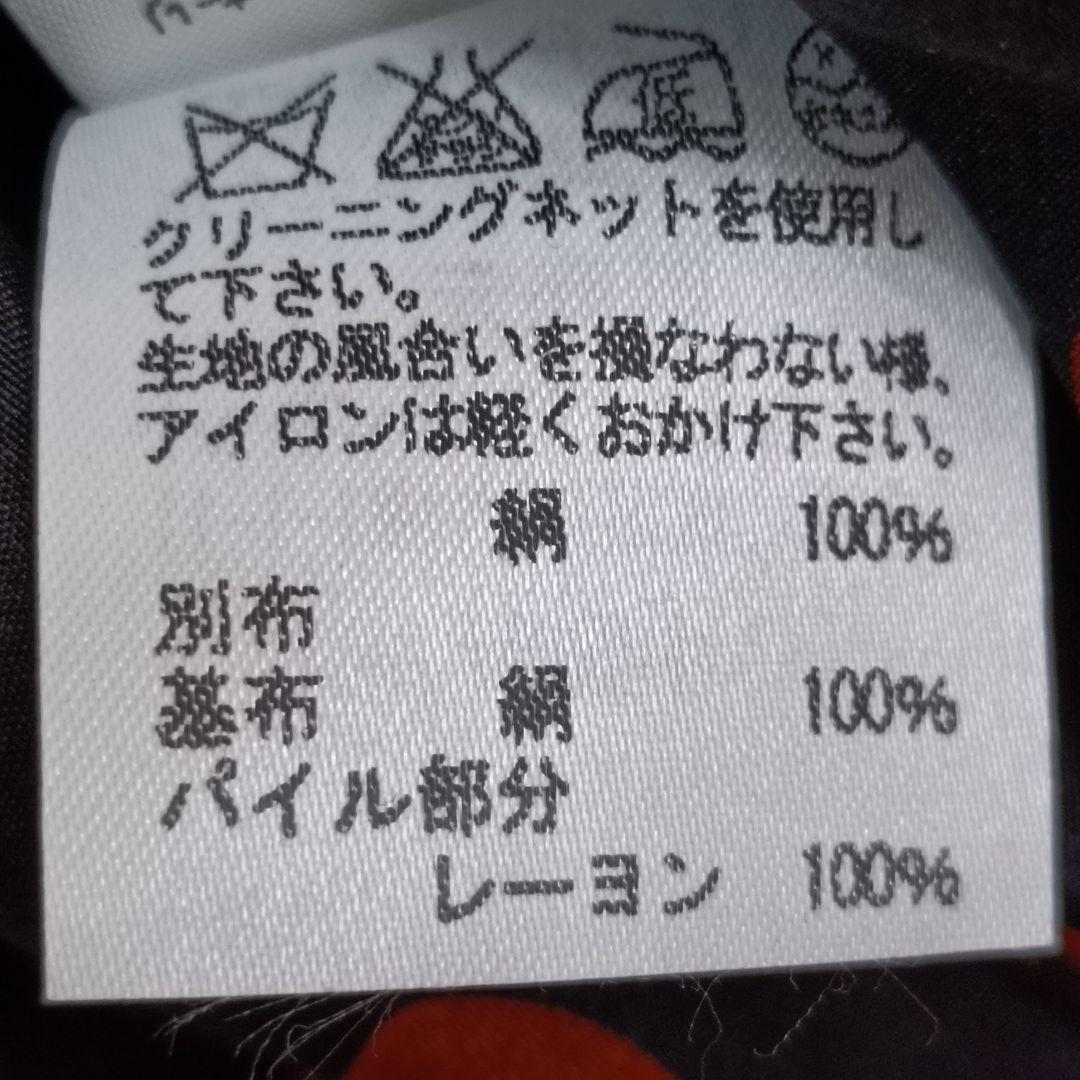 低
クリーニングネットを使用し
て下さい。
生地の風合いを損なわない様、
アイロンは軽くおかけ下さい。
絹 100%
別布
基布 絹 100%
パイル部分
レーヨン 100%